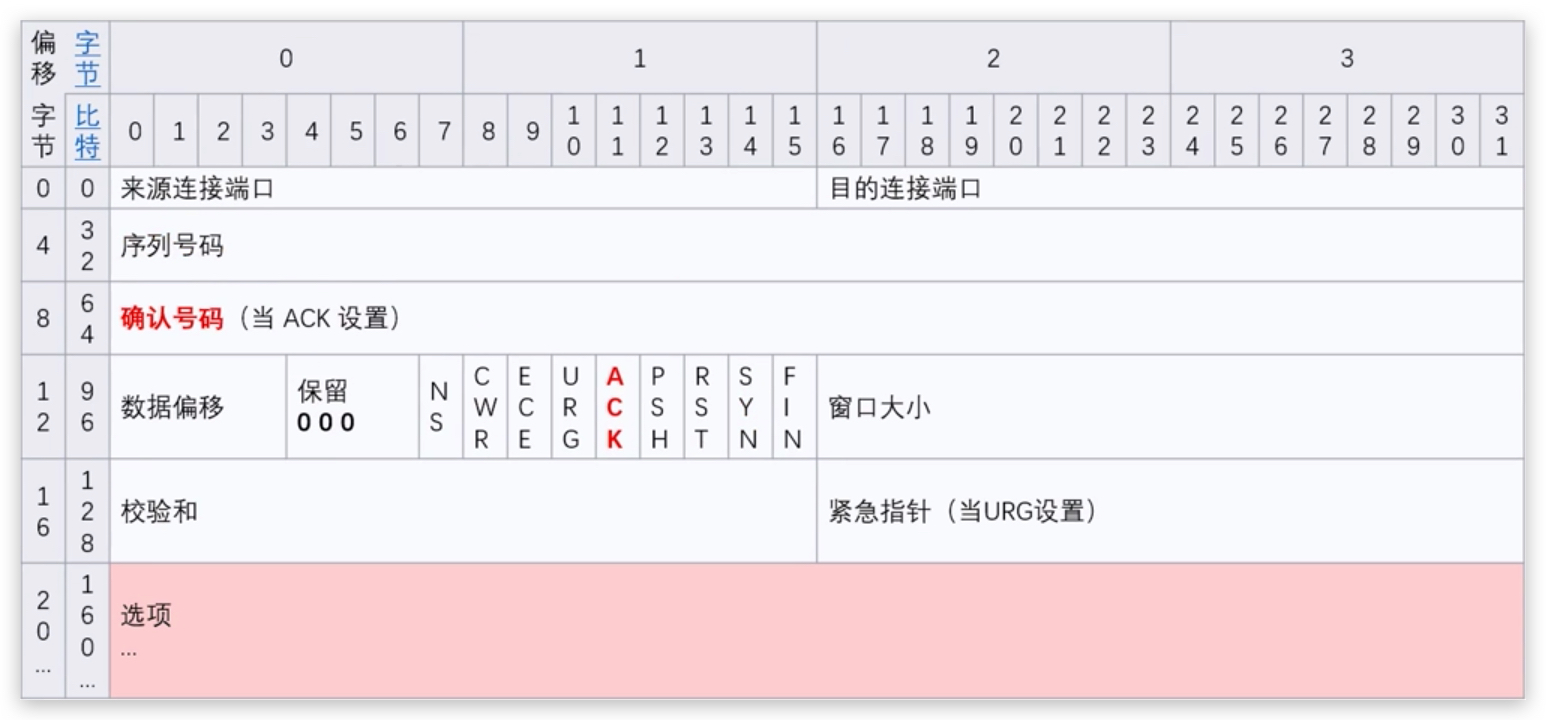 偏移 字节 0 1 2 3
字节 比特 0 1 2 3 4 5 6 7 8 9 10 11 12 13 14 15 16 17 18 19 20 21 22 23 24 25 26 27 28 29 30 31
0 0 来源连接端口 目的连接端口
4 32 序列号码
8 64 确认号码（当 ACK 设置）
12 96 数据偏移 保留 000 NS CWR ECE URG ACK PSH RST SYN FIN 窗口大小
16 128 校验和 紧急指针（当URG设置）
20 160 选项
... ... ...